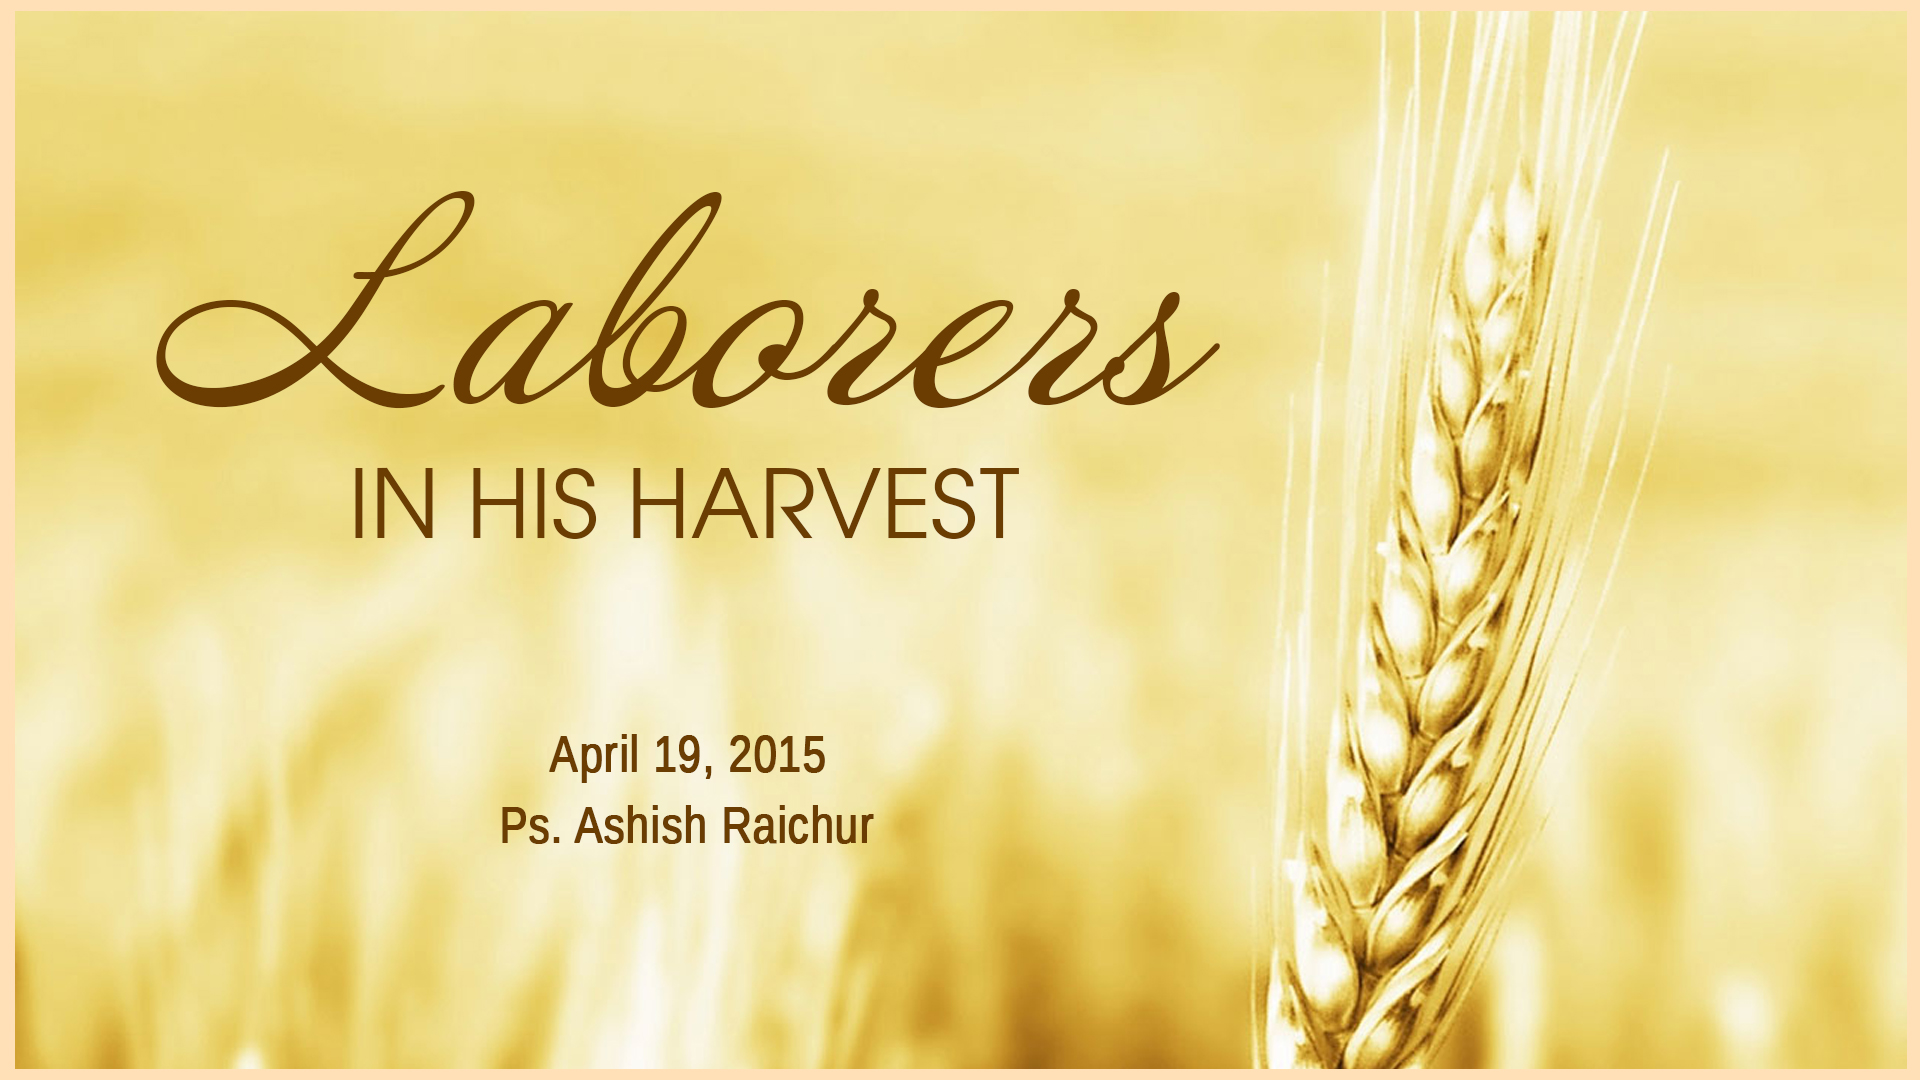 Laborers
IN HIS HARVEST
April 19, 2015
Ps. Ashish Raichur